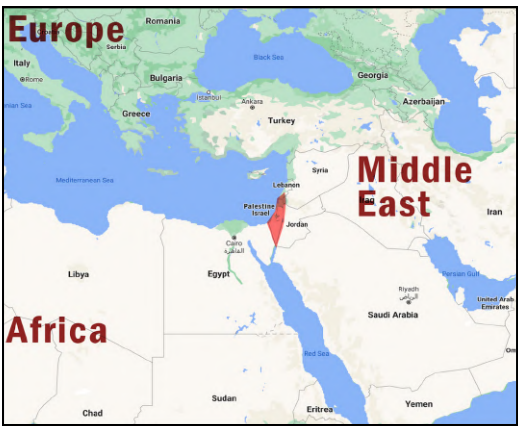 Europe
Romania
Serbia
Italy
Rome
Black Sea
Bulgaria
Georgia
Istanbul
Ankara
Azerbaijan
Greece
Turkey
Mediterranean Sea
Syria
Middle
East
Lebanon
Palestine
Israel
Jordan
Iran
Cairo
القاهرة
Libya
Egypt
Persian Gulf
Riyadh
الرياض
United Arab
Emirates
Saudi Arabia
Africa
Red Sea
Sudan
Chad
Eritrea
Yemen